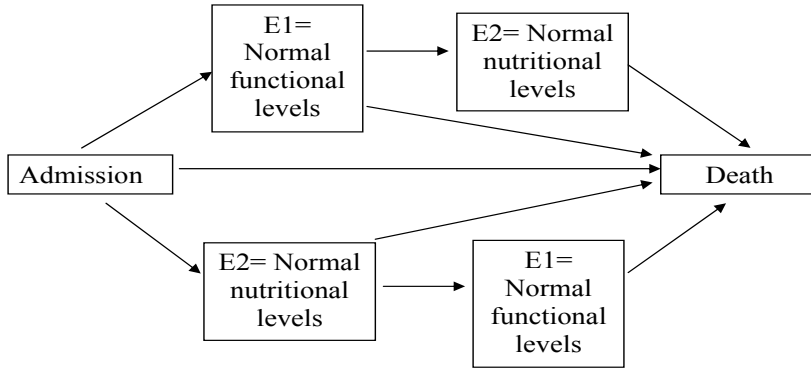 E1=
Normal
functional
levels
E2= Normal
nutritional
levels
Admission
Death
E2= Normal
nutritional
levels
E1=
Normal
functional
levels